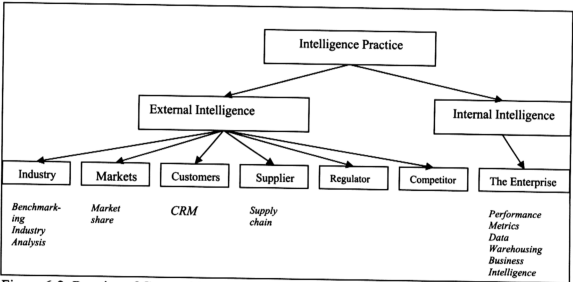 Intelligence Practice
External Intelligence
Internal Intelligence
Industry
Markets
Customers
Supplier
Regulator
Competitor
The Enterprise
Benchmark-
ing
Industry
Analysis
Market
share
CRM
Supply
chain
Performance
Metrics
Data
Warehousing
Business
Intelligence